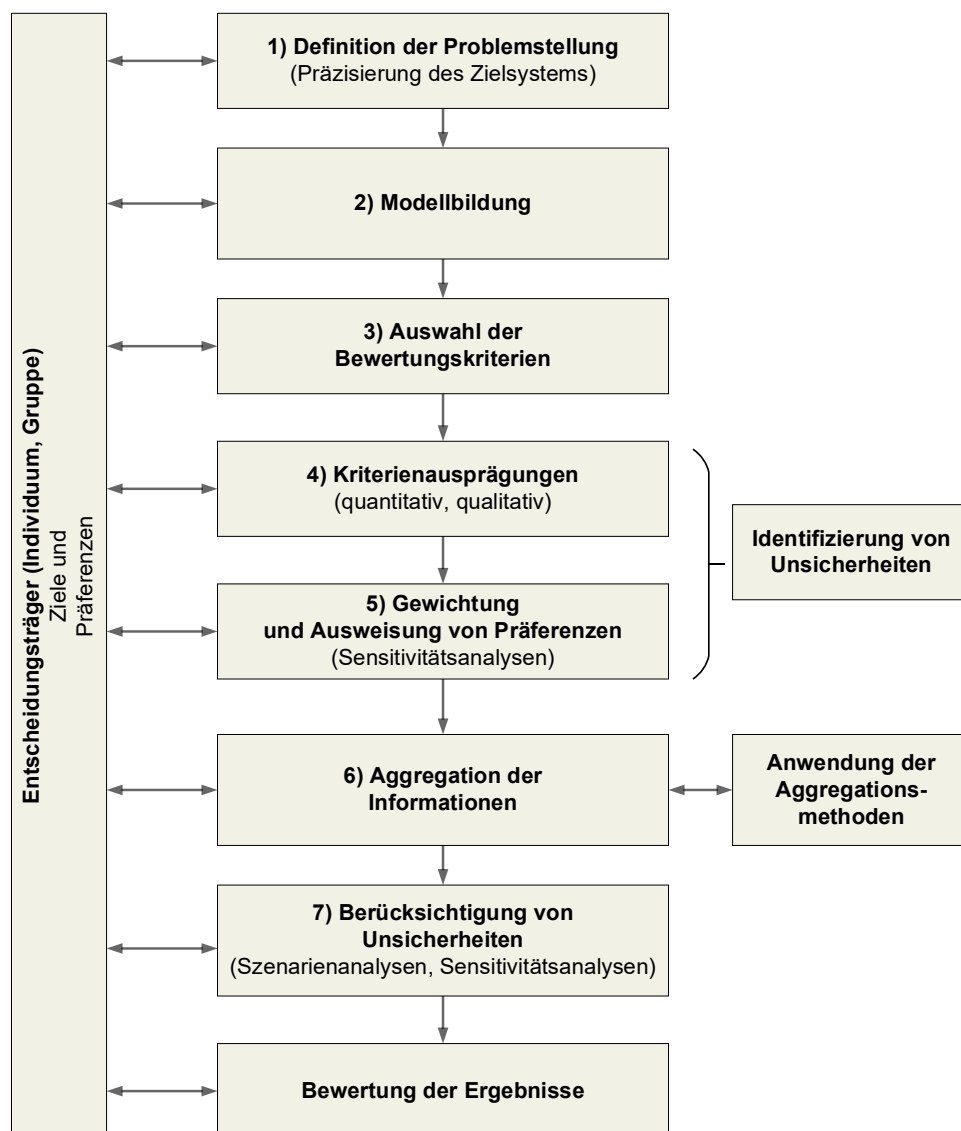 Entscheidungsträger (Individuum, Gruppe)
Ziele und
Präferenzen
1) Definition der Problemstellung
(Präzisierung des Zielsystems)
2) Modellbildung
3) Auswahl der
Bewertungskriterien
4) Kriterienausprägungen
(quantitativ, qualitativ)
5) Gewichtung
und Ausweisung von Präferenzen
(Sensitivitätsanalysen)
Identifizierung von
Unsicherheiten
6) Aggregation der
Informationen
Anwendung der
Aggregations-
methoden
7) Berücksichtigung von
Unsicherheiten
(Szenarienanalysen, Sensitivitätsanalysen)
Bewertung der Ergebnisse